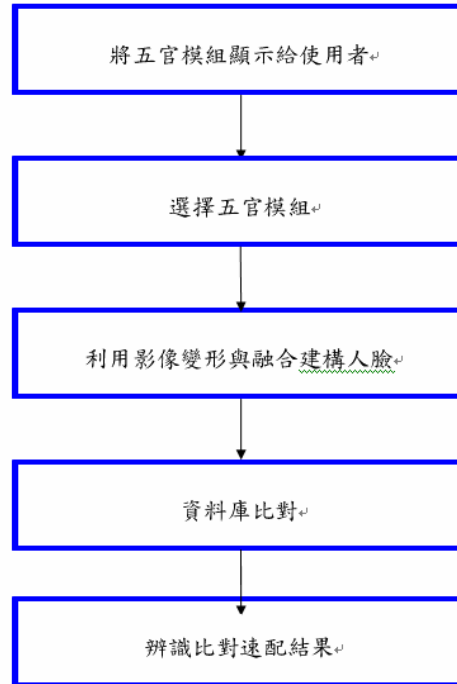 將五官模組顯示給使用者
選擇五官模組
利用影像變形與融合建構人臉
資料庫比對
辨識比對速配結果